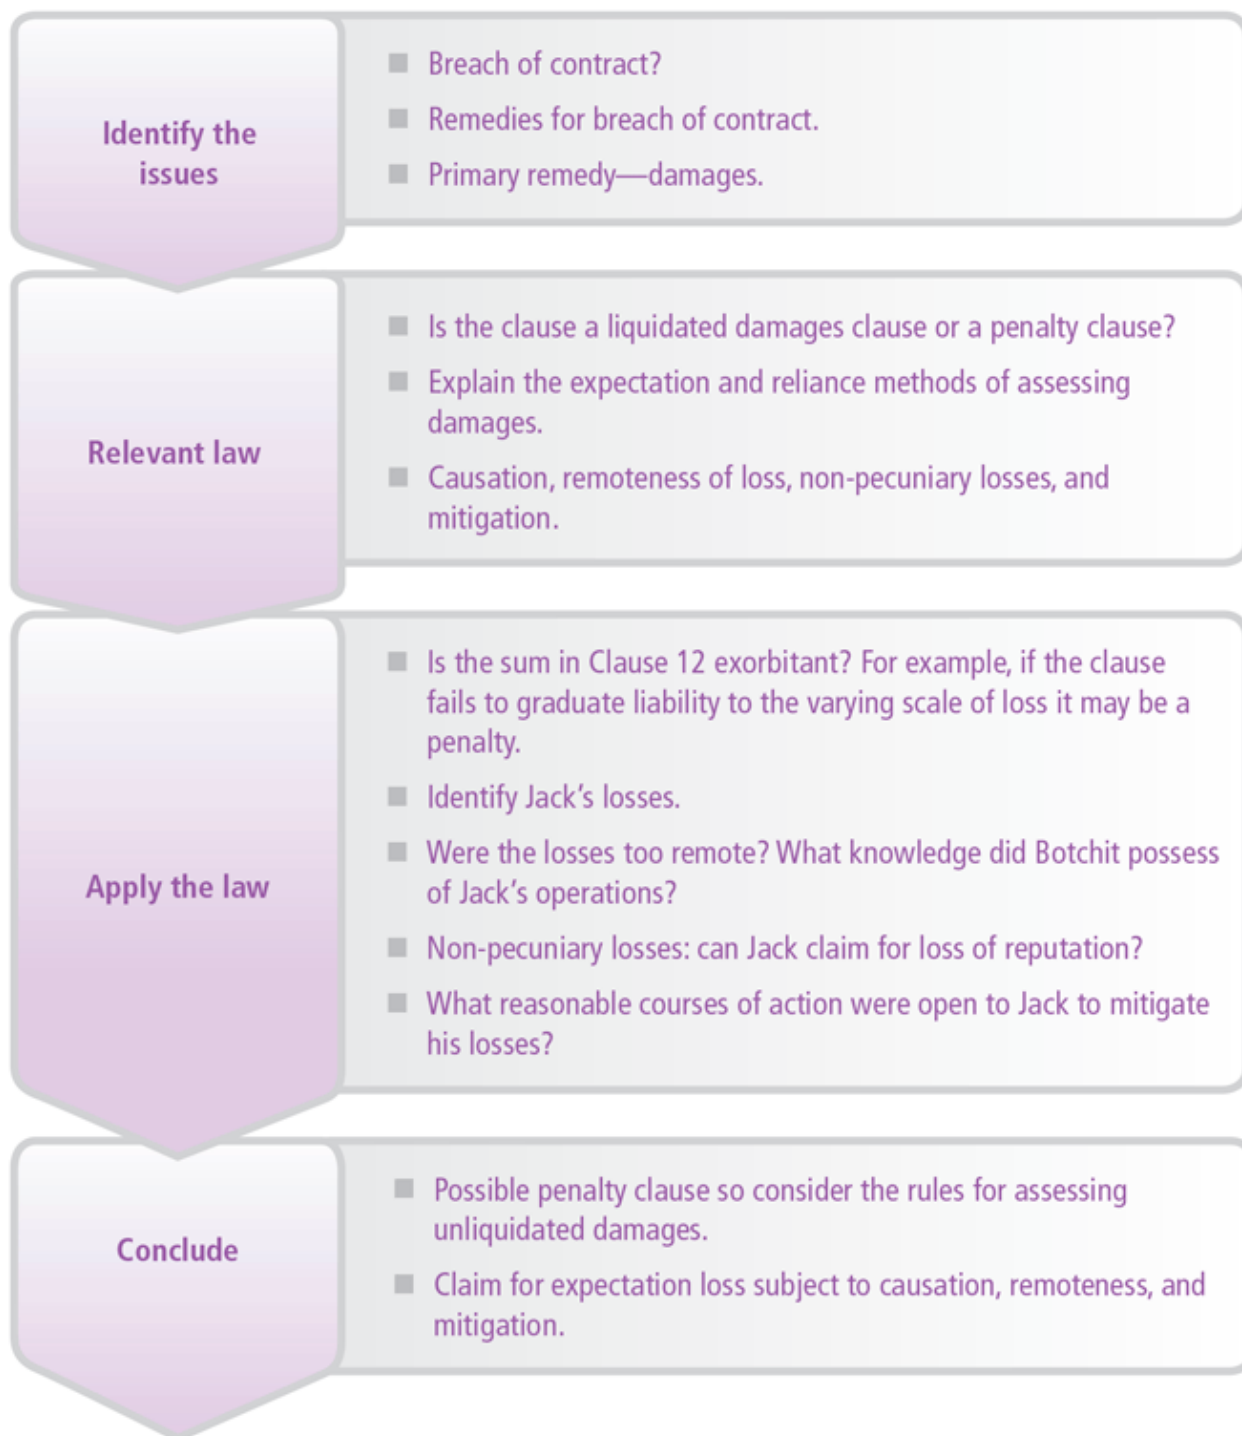 Identify the
issues
■ Breach of contract?
■ Remedies for breach of contract.
■ Primary remedy—damages.
Relevant law
■ Is the clause a liquidated damages clause or a penalty clause?
■ Explain the expectation and reliance methods of assessing
damages.
■ Causation, remoteness of loss, non-pecuniary losses, and
mitigation.
Apply the law
■ Is the sum in Clause 12 exorbitant? For example, if the clause
fails to graduate liability to the varying scale of loss it may be a
penalty.
■ Identify Jack’s losses.
■ Were the losses too remote? What knowledge did Botchit possess
of Jack’s operations?
■ Non-pecuniary losses: can Jack claim for loss of reputation?
■ What reasonable courses of action were open to Jack to mitigate
his losses?
Conclude
■ Possible penalty clause so consider the rules for assessing
unliquidated damages.
■ Claim for expectation loss subject to causation, remoteness, and
mitigation.